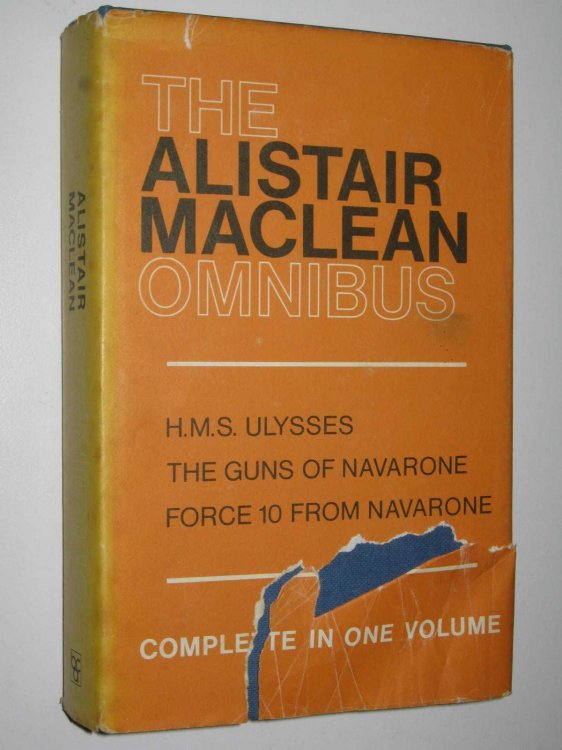 THE
ALISTAIR
MACLEAN
OMNIBUS
H.M.S. ULYSSES
THE GUNS OF NAVARONE
FORCE 10 FROM NAVARONE
COMPLETE IN ONE VOLUME
ALISTAIR
MACLEAN